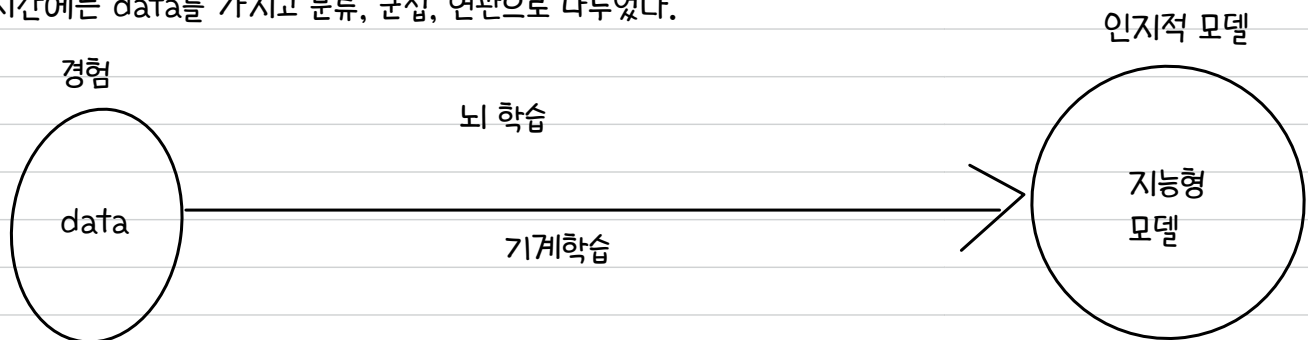 시간에는 data를 가지고 분류, 군집, 연관으로 나누었다.
인지적 모델
경험
뇌 학습
data
지능형
모델
기계학습